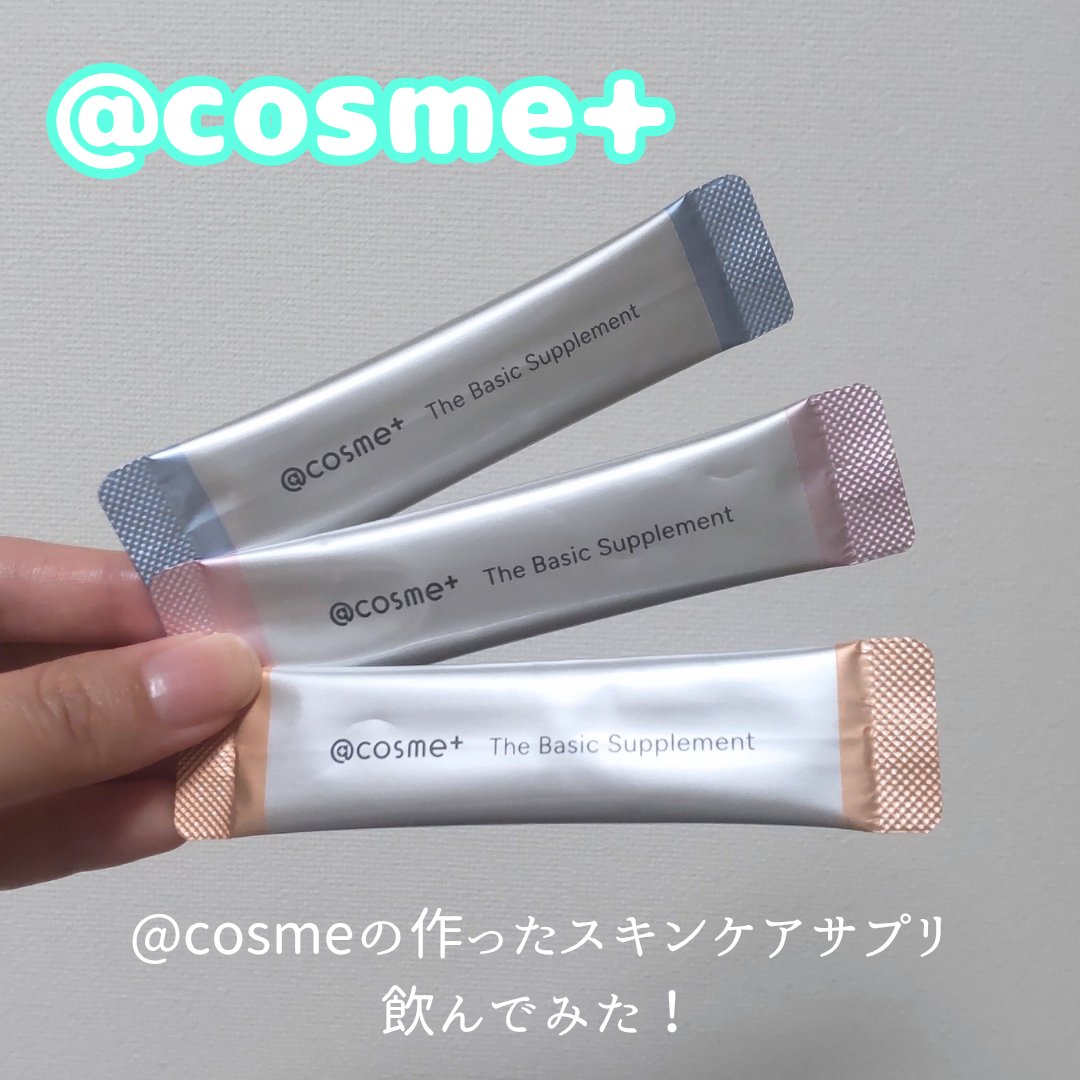 @cosme+
@cosme+ The Basic Supplement
@cosme+ The Basic Supplement
@cosme+ The Basic Supplement
@cosmeの作ったスキンケアサプリ
飲んでみた！